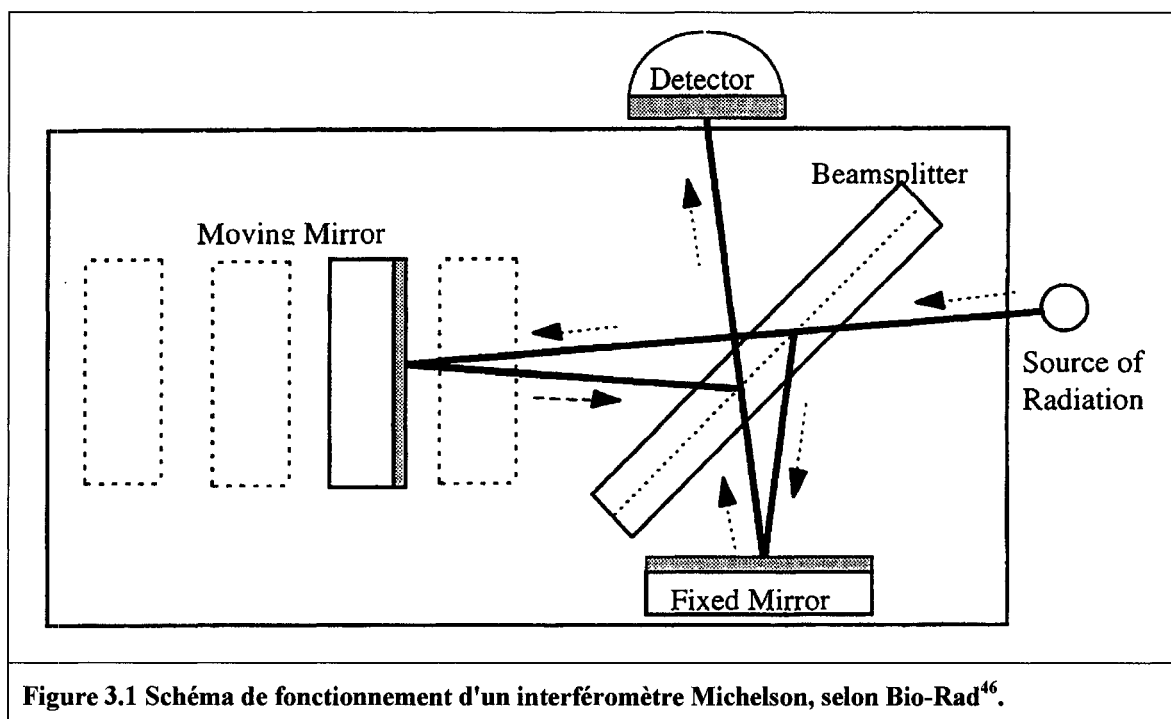 Detector
Beamsplitter
Moving Mirror
Source of
Radiation
Fixed Mirror
Figure 3.1 Schéma de fonctionnement d'un interféromètre Michelson, selon Bio-Rad⁴⁶.